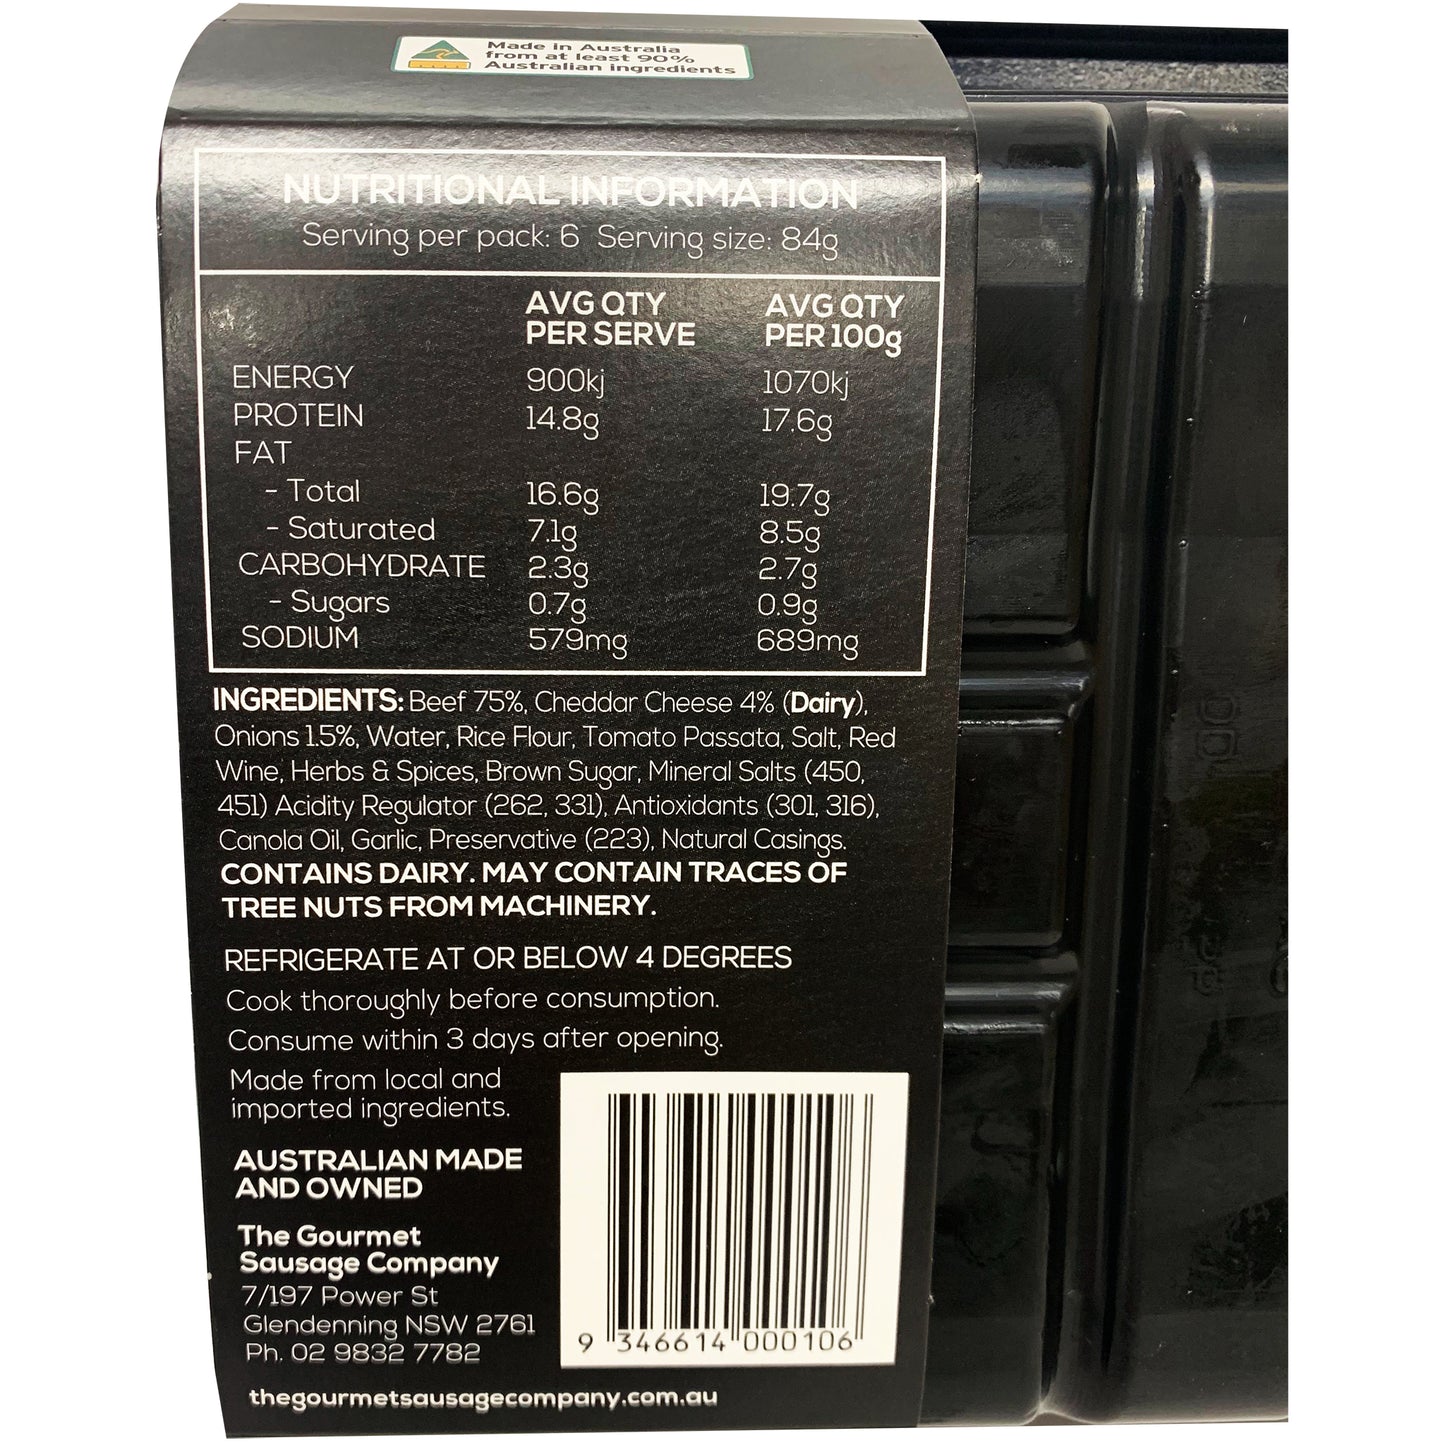 Made in Australia
from at least 90%
Australian ingredients
NUTRITIONAL INFORMATION
Serving per pack: 6 Serving size: 84g
AVG QTY PER SERVE AVG QTY PER 100g
ENERGY 900kj 1070kj
PROTEIN 14.8g 17.6g
FAT
- Total 16.6g 19.7g
- Saturated 7.1g 8.5g
CARBOHYDRATE 2.3g 2.7g
- Sugars 0.7g 0.9g
SODIUM 579mg 689mg
INGREDIENTS: Beef 75%, Cheddar Cheese 4% (Dairy),
Onions 1.5%, Water, Rice Flour, Tomato Passata, Salt, Red
Wine, Herbs & Spices, Brown Sugar, Mineral Salts (450,
451) Acidity Regulator (262, 331), Antioxidants (301, 316),
Canola Oil, Garlic, Preservative (223), Natural Casings.
CONTAINS DAIRY. MAY CONTAIN TRACES OF
TREE NUTS FROM MACHINERY.
REFRIGERATE AT OR BELOW 4 DEGREES
Cook thoroughly before consumption.
Consume within 3 days after opening.
Made from local and
imported ingredients.
AUSTRALIAN MADE
AND OWNED
The Gourmet
Sausage Company
7/197 Power St
Glendenning NSW 2761
Ph. 02 9832 7782
thegourmetsausagecompany.com.au
9 346614 000106